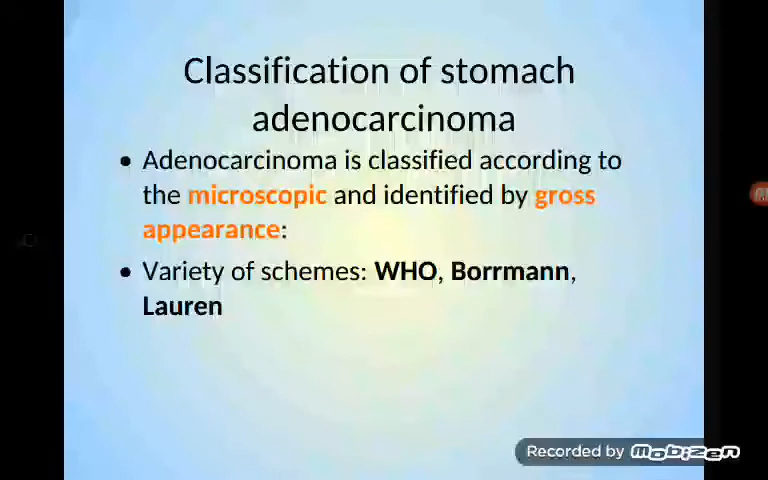 Classification of stomach
adenocarcinoma
• Adenocarcinoma is classified according to
the microscopic and identified by gross
appearance:
• Variety of schemes: WHO, Borrmann,
Lauren
Recorded by mobizen